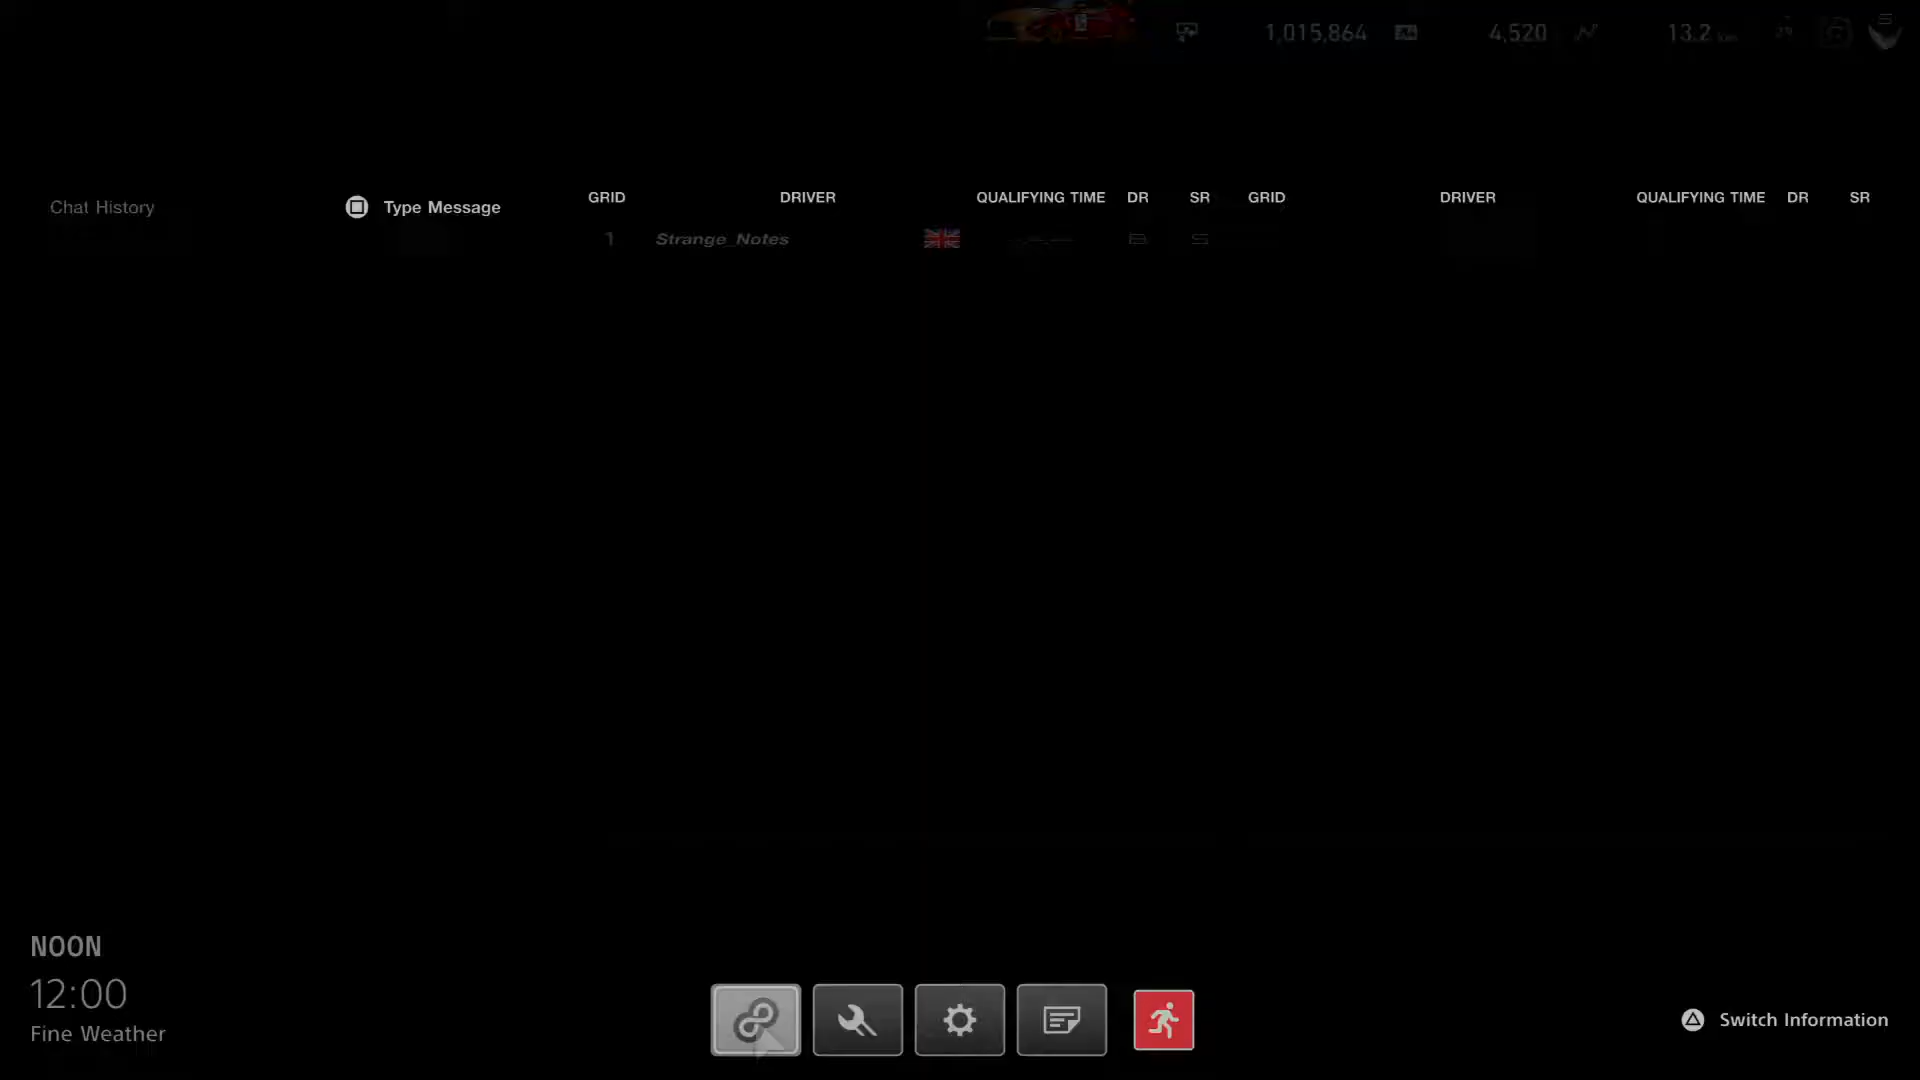 1,015,864 4,520 13.2
Chat History Type Message GRID DRIVER QUALIFYING TIME DR SR GRID DRIVER QUALIFYING TIME DR SR
1 Strange_Notes B S
NOON
12:00
Fine Weather
Switch Information